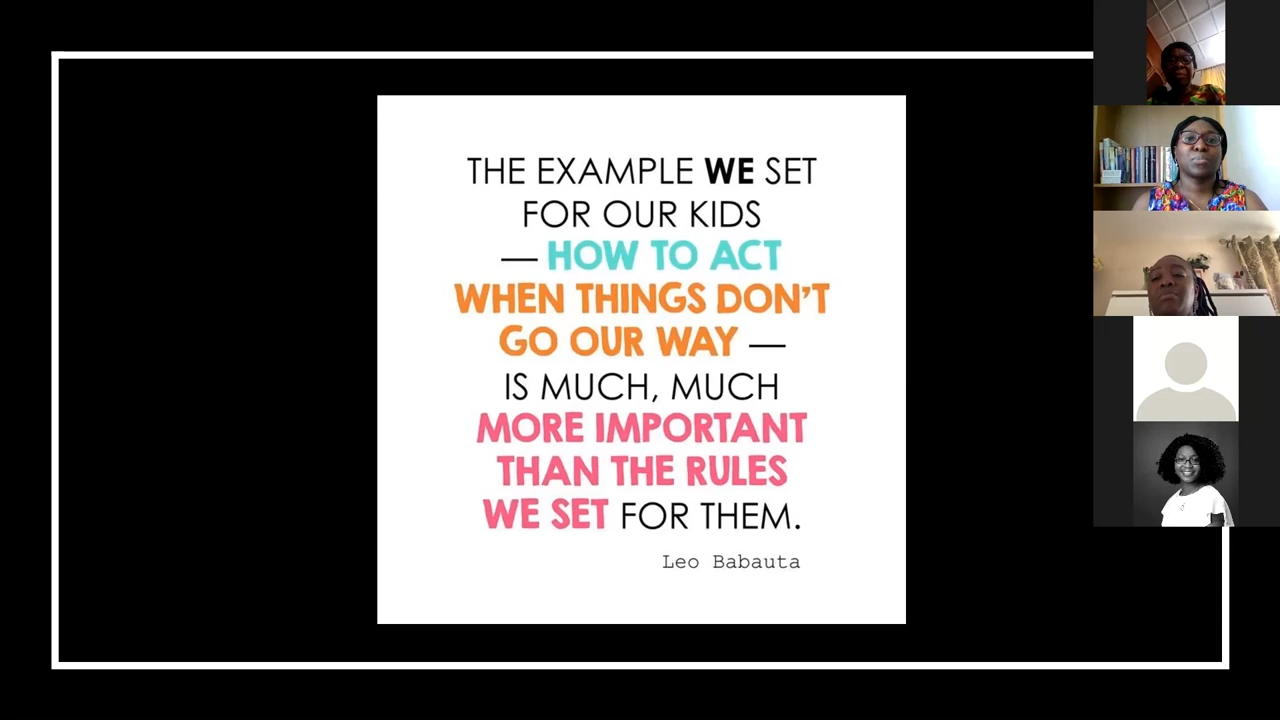 THE EXAMPLE WE SET
FOR OUR KIDS
— HOW TO ACT
WHEN THINGS DON'T
GO OUR WAY —
IS MUCH, MUCH
MORE IMPORTANT
THAN THE RULES
WE SET FOR THEM.
Leo Babauta